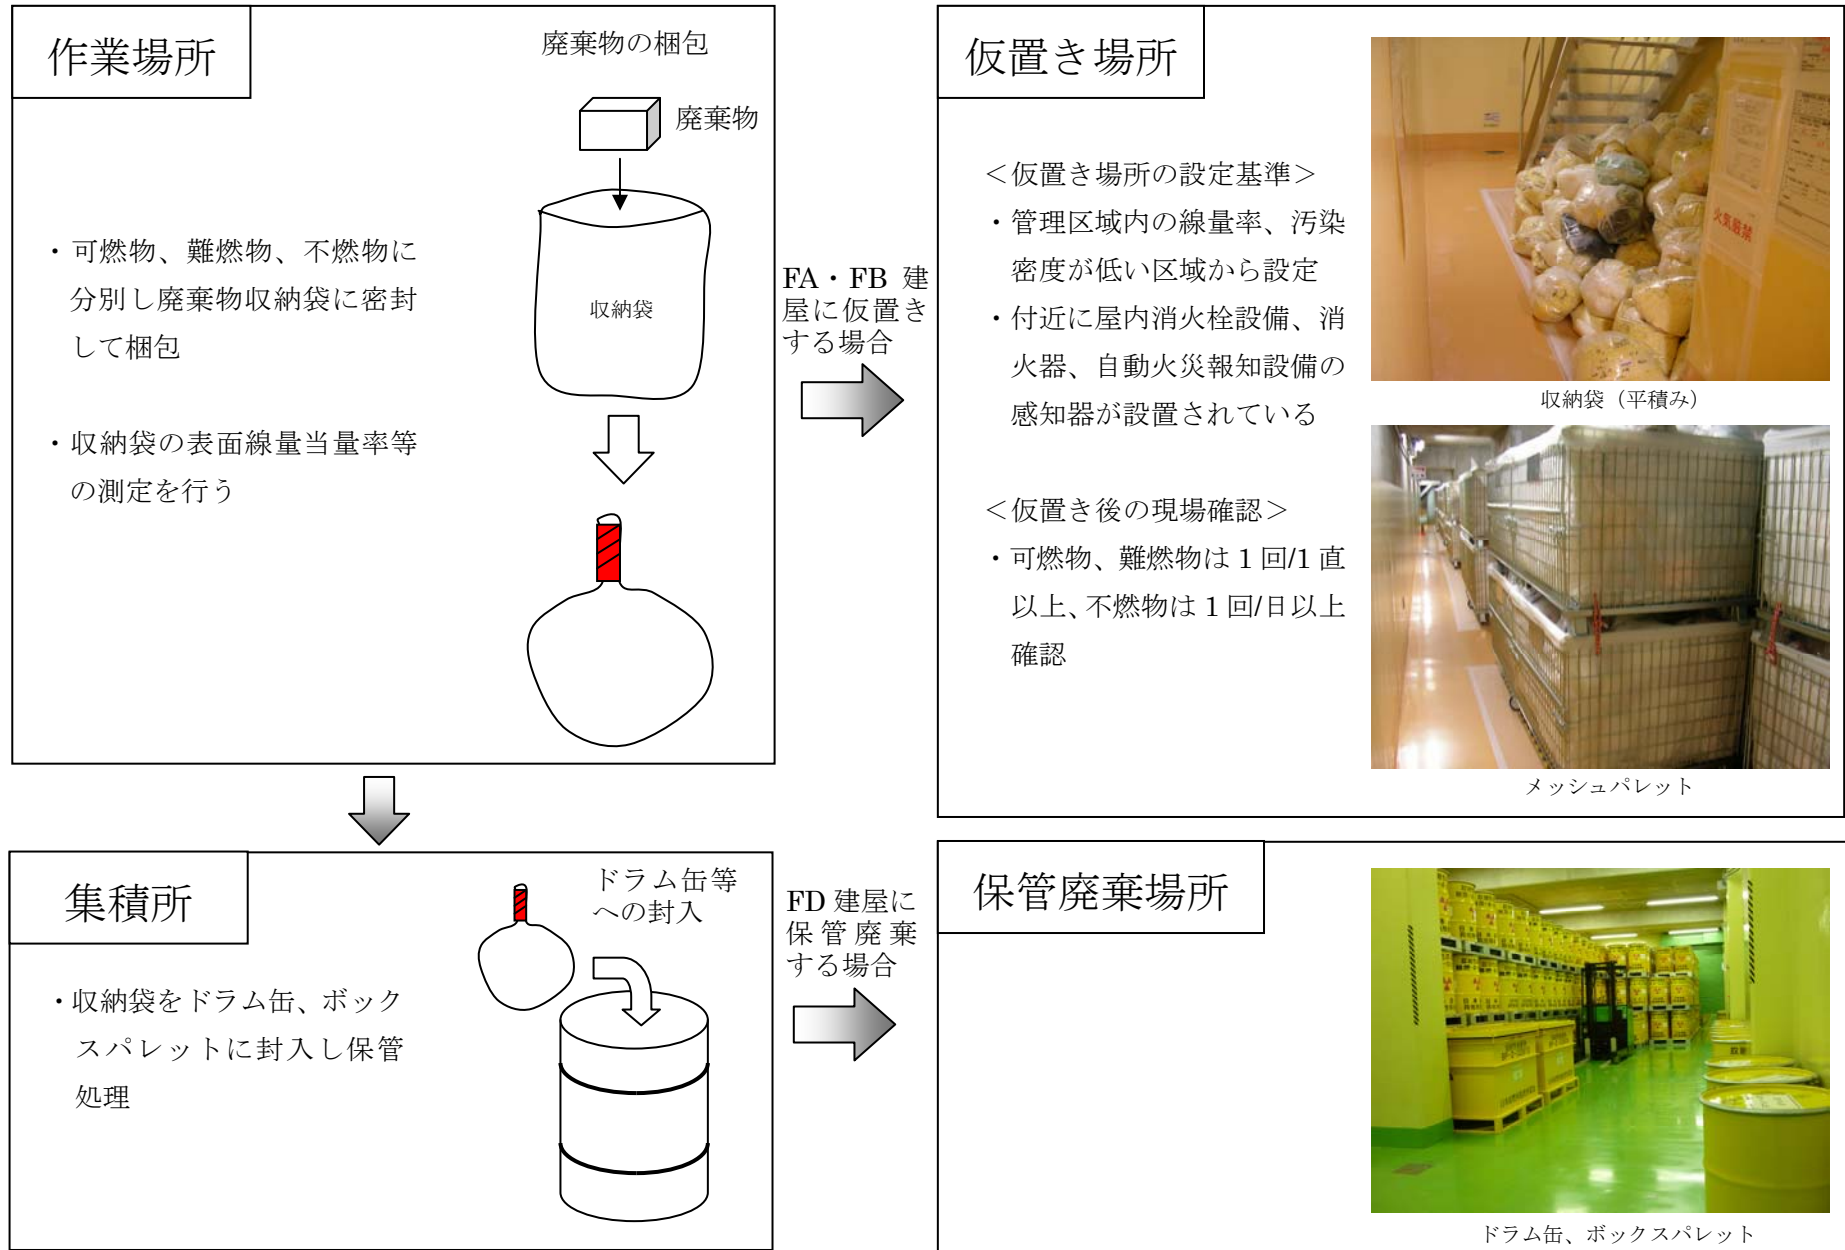 作業場所
廃棄物の梱包
廃棄物
・可燃物、難燃物、不燃物に
分別し廃棄物収納袋に密封
して梱包
収納袋
・収納袋の表面線量当量率等
の測定を行う
FA・FB 建
屋に仮置き
する場合
仮置き場所
＜仮置き場所の設定基準＞
・管理区域内の線量率、汚染
密度が低い区域から設定
・付近に屋内消火栓設備、消
火器、自動火災報知設備の
感知器が設置されている
＜仮置き後の現場確認＞
・可燃物、難燃物は 1 回/1 直
以上、不燃物は 1 回/日以上
確認
火気厳禁
収納袋（平積み）
メッシュパレット
集積所
ドラム缶等
への封入
・収納袋をドラム缶、ボック
スパレットに封入し保管
処理
FD 建屋に
保管廃棄
する場合
保管廃棄場所
ドラム缶、ボックスパレット